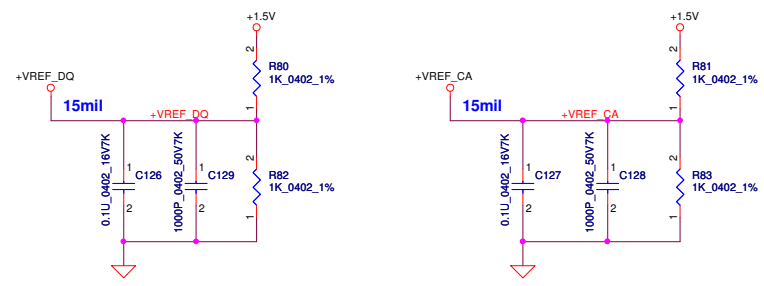 +1.5V
2
R80
1K_0402_1%
1
+VREF_DQ
15mil
+VREF_DQ
0.1U_0402_16V7K
1
C126
2
1000P_0402_50V7K
1
C129
2
2
R82
1K_0402_1%
1
+1.5V
2
R81
1K_0402_1%
1
+VREF_CA
15mil
+VREF_CA
0.1U_0402_16V7K
1
C127
2
1000P_0402_50V7K
1
C128
2
2
R83
1K_0402_1%
1